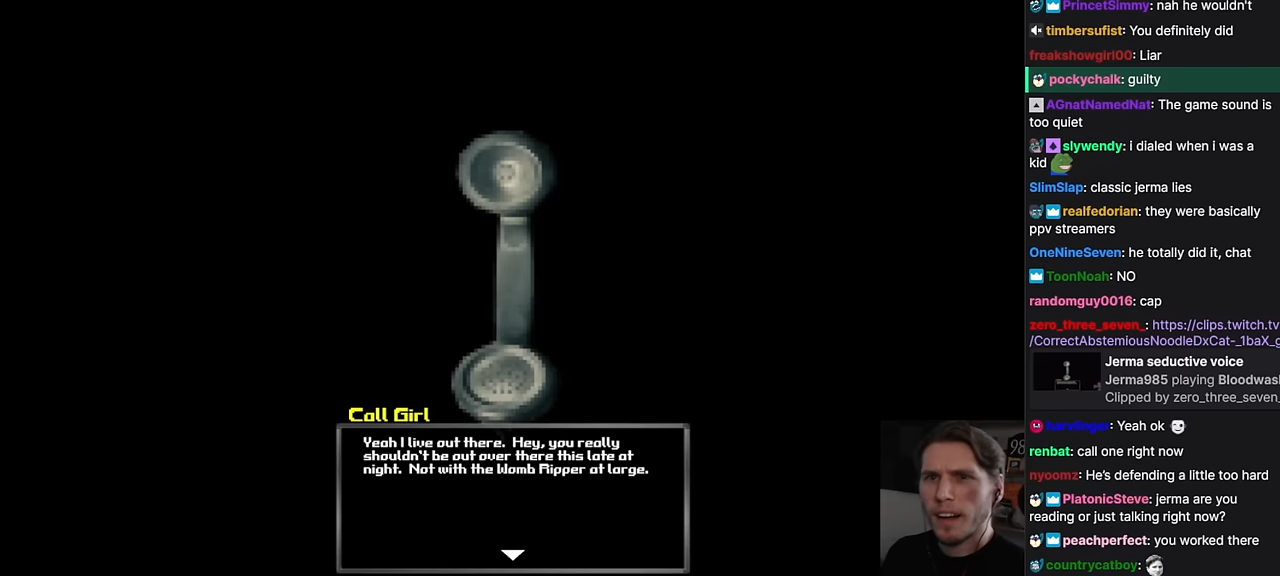 PrincetSimmy: nah he wouldn't
timbersufist: You definitely did
freakshowgirl00: Liar
pockychalk: guilty
AGnatNamedNat: The game sound is
too quiet
slywendy: i dialed when i was a
kid
SlimSlap: classic jerma lies
realfedorian: they were basically
ppv streamers
OneNineSeven: he totally did it, chat
ToonNoah: NO
randomguy0016: cap
zero_three_seven_: https://clips.twitch.tv
/CorrectAbstemiousNoodleDxCat-_1baX_g
Jerma seductive voice
Jerma985 playing Bloodwas
Clipped by zero_three_seven_
Yeah ok
renbat: call one right now
nyoomz: He's defending a little too hard
PlatonicSteve: jerma are you
reading or just talking right now?
peachperfect: you worked there
countrycatboy:
Call Girl
Yeah I live out there. Hey, you really
shouldn't be out over there this late at
night. Not with the Womb Ripper at large.
98